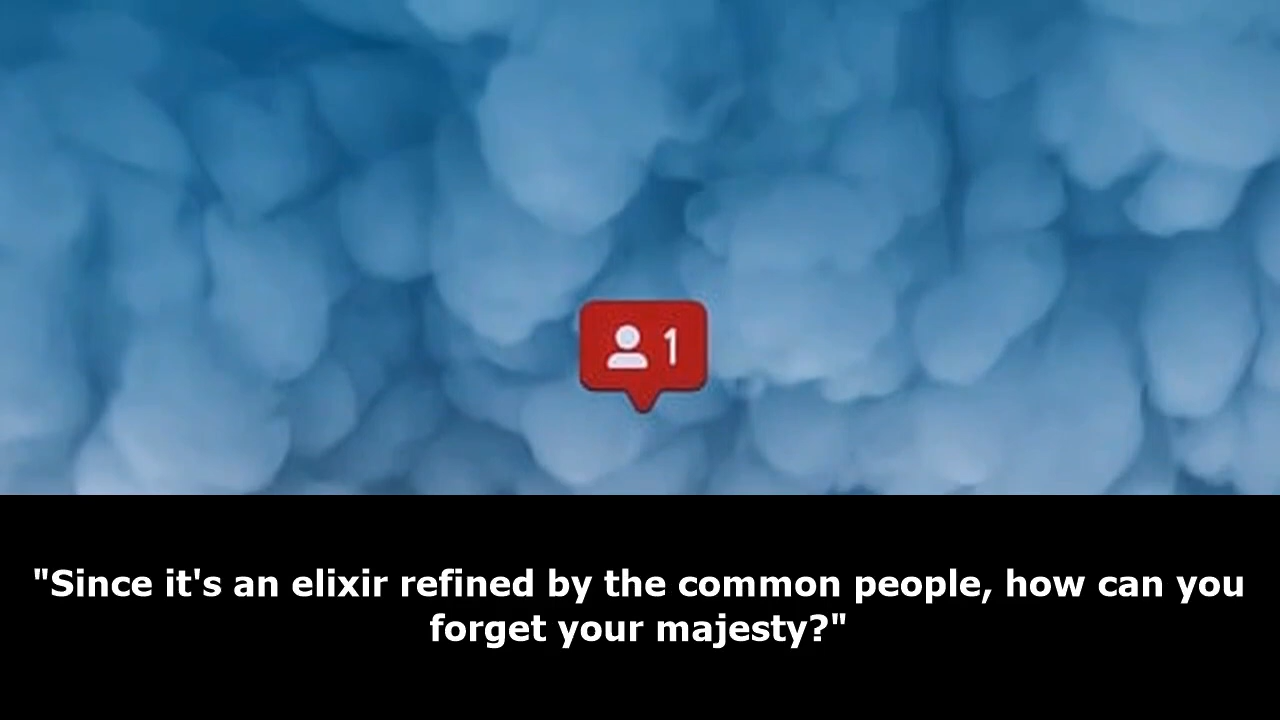 1
"Since it's an elixir refined by the common people, how can you
forget your majesty?"